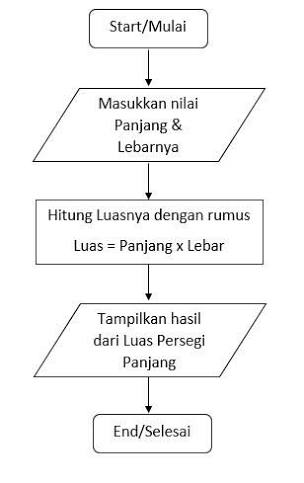 Start/Mulai
Masukkan nilai
Panjang &
Lebarnya
Hitung Luasnya dengan rumus
Luas = Panjang x Lebar
Tampilkan hasil
dari Luas Persegi
Panjang
End/Selesai